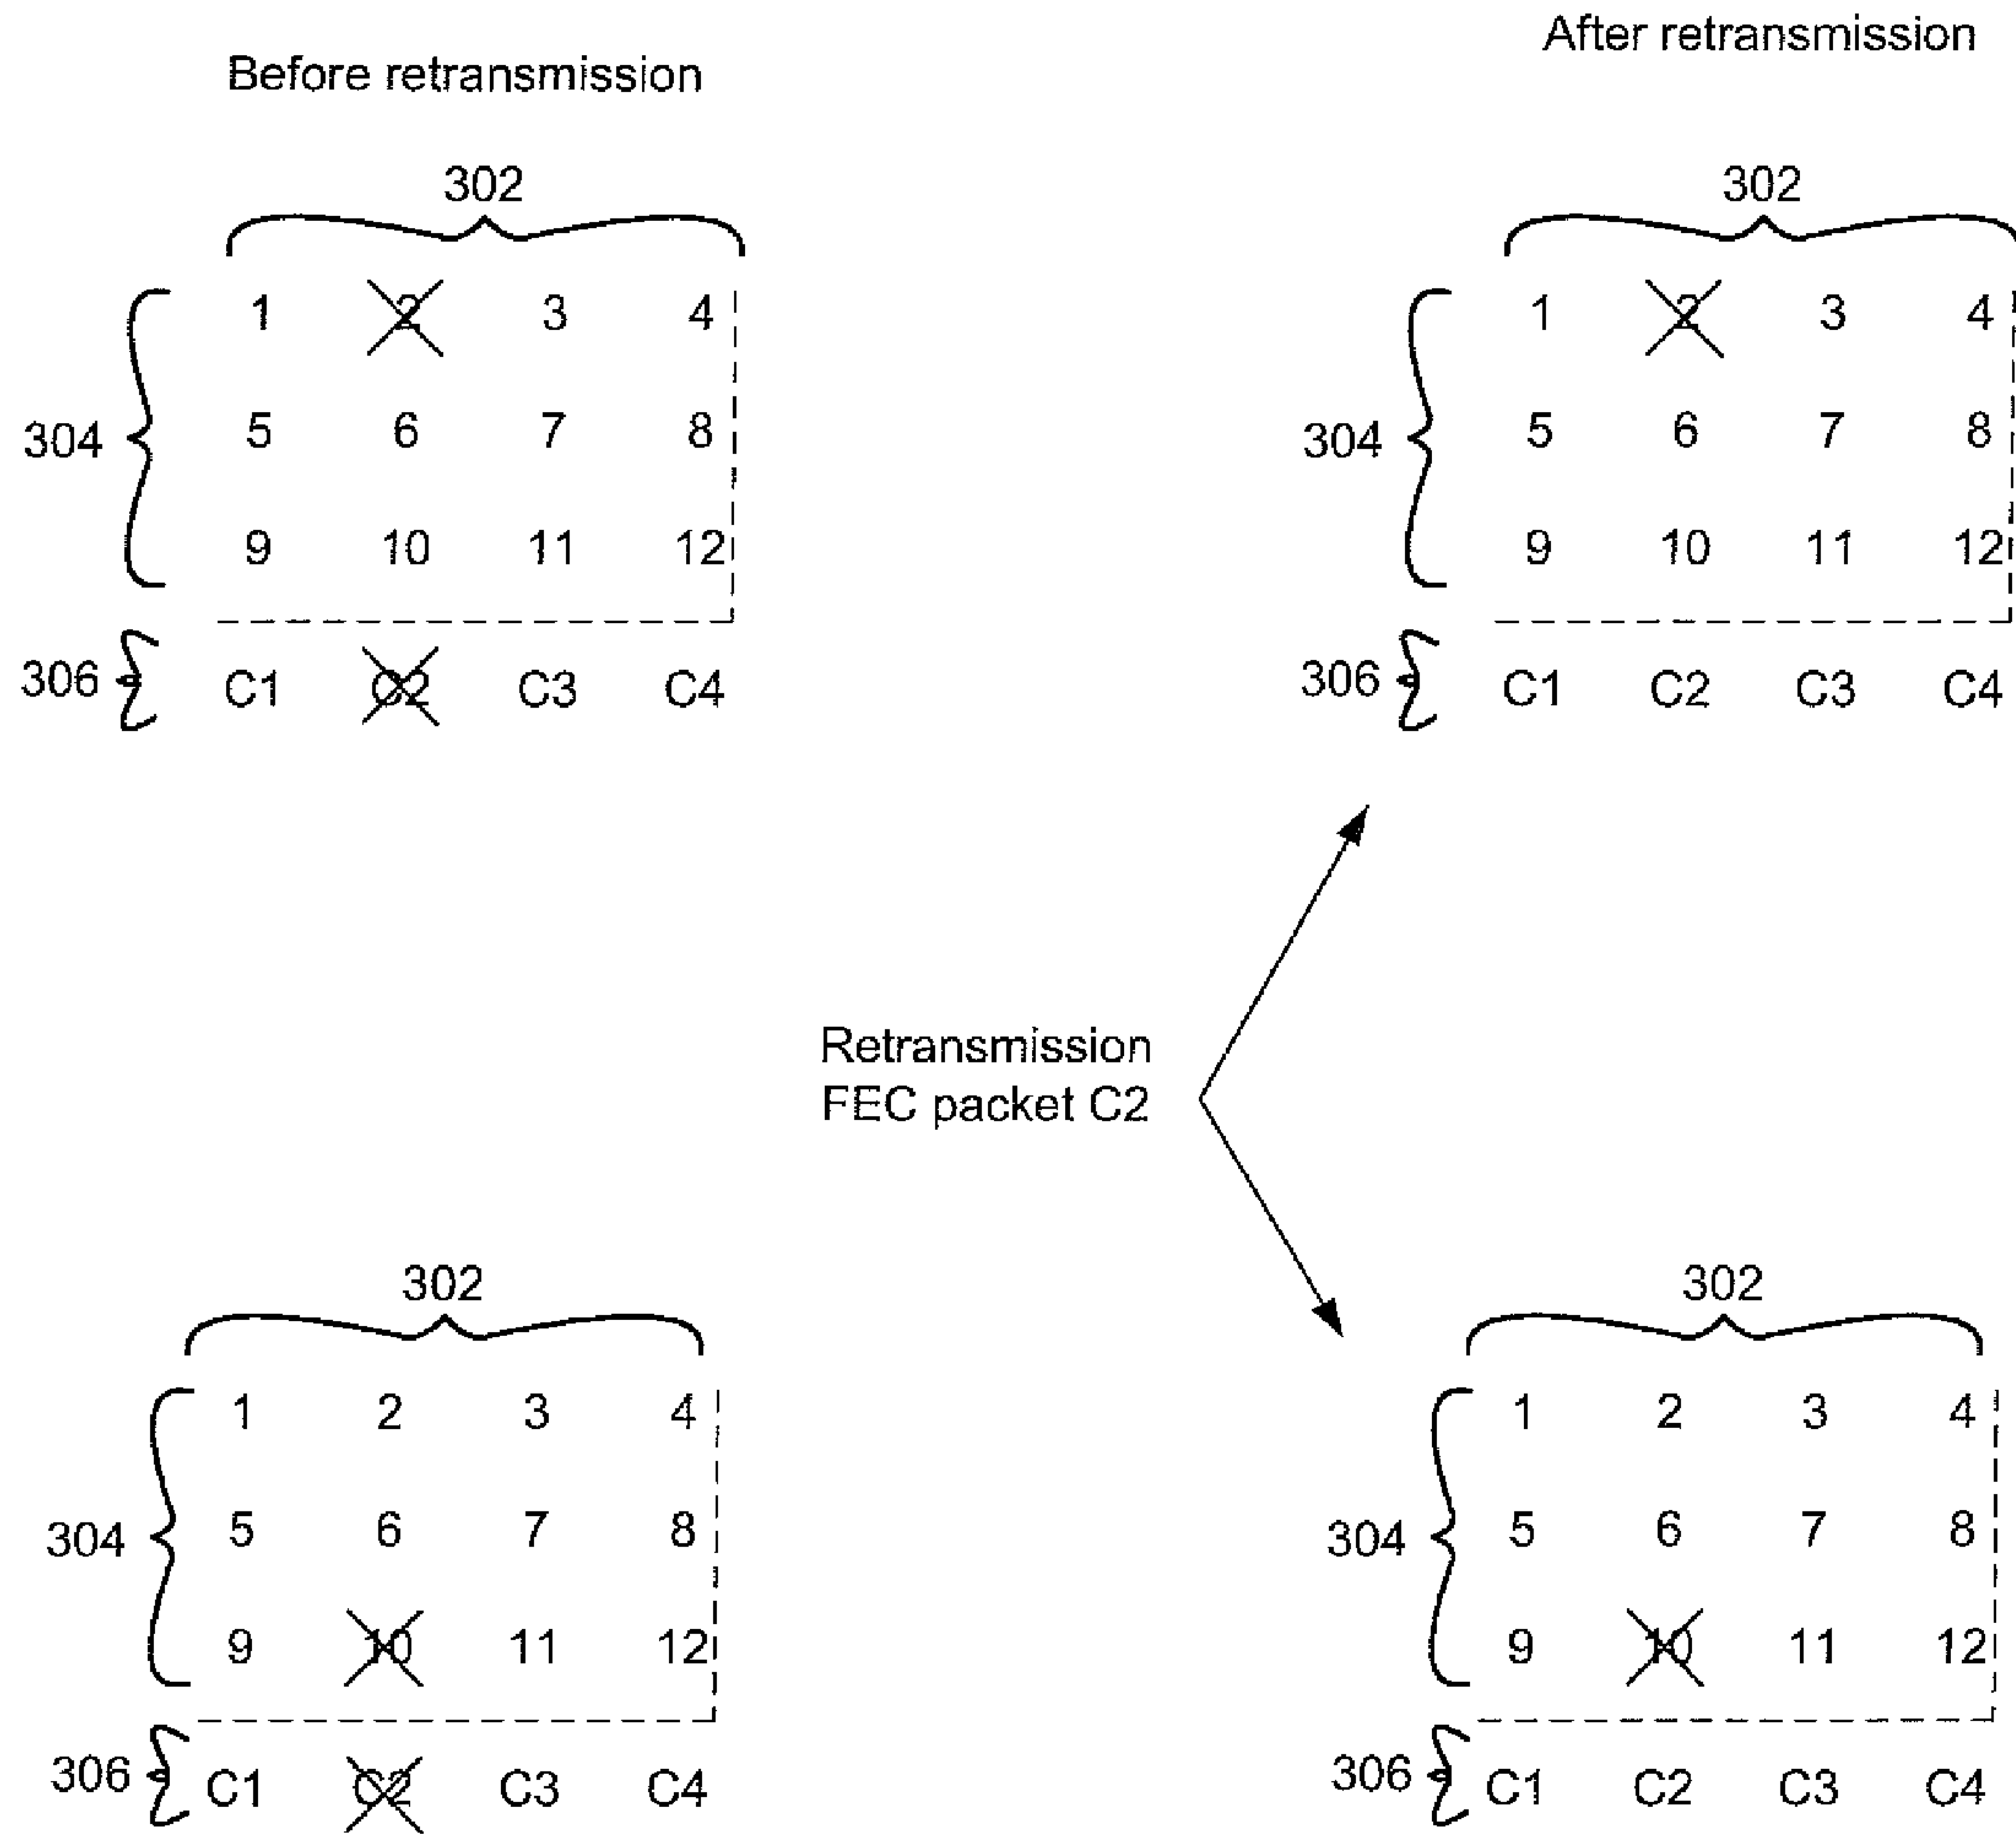 Before retransmission
After retransmission
302
302
1 2 3 4
1 2 3 4
304
5 6 7 8
304
5 6 7 8
9 10 11 12
9 10 11 12
306
C1 C2 C3 C4
306
C1 C2 C3 C4
Retransmission
FEC packet C2
302
302
1 2 3 4
1 2 3 4
304
5 6 7 8
304
5 6 7 8
9 10 11 12
9 10 11 12
306
C1 C2 C3 C4
306
C1 C2 C3 C4